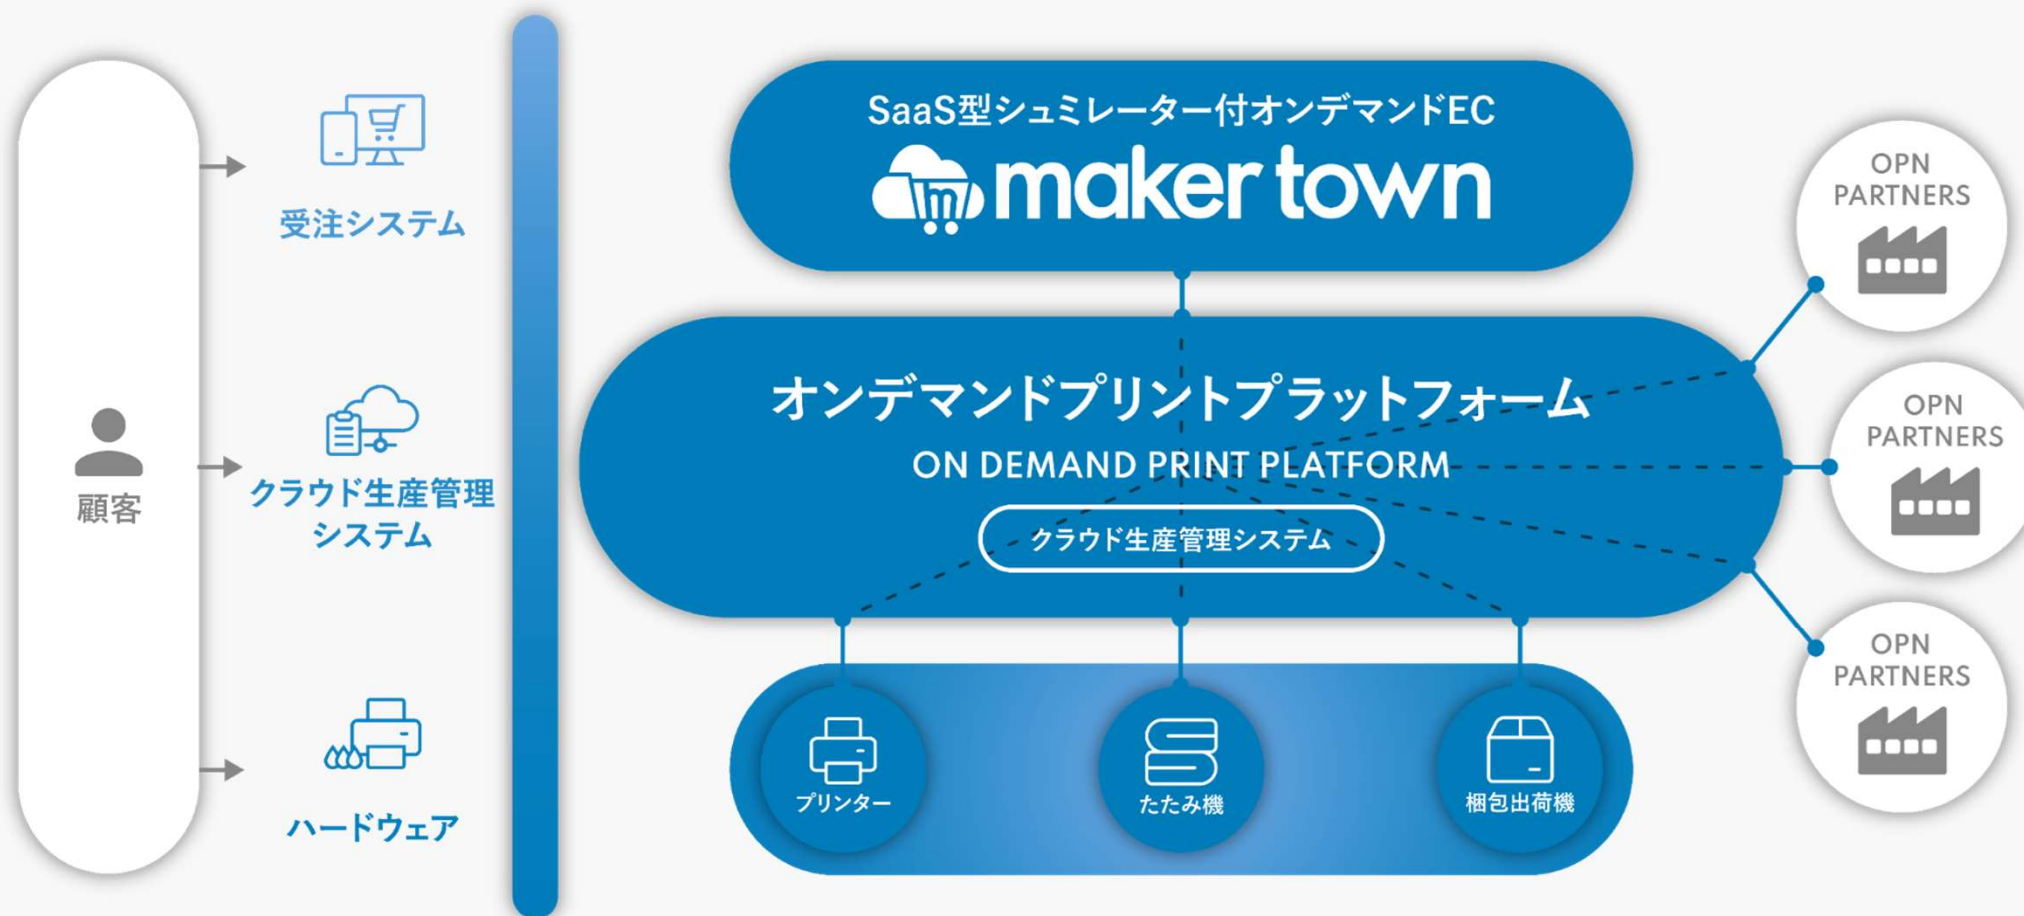 顧客
受注システム
クラウド生産管理
システム
ハードウェア
SaaS型シュミレーター付オンデマンドEC
maker town
オンデマンドプリントプラットフォーム
ON DEMAND PRINT PLATFORM
クラウド生産管理システム
プリンター
たたみ機
梱包出荷機
OPN
PARTNERS
OPN
PARTNERS
OPN
PARTNERS